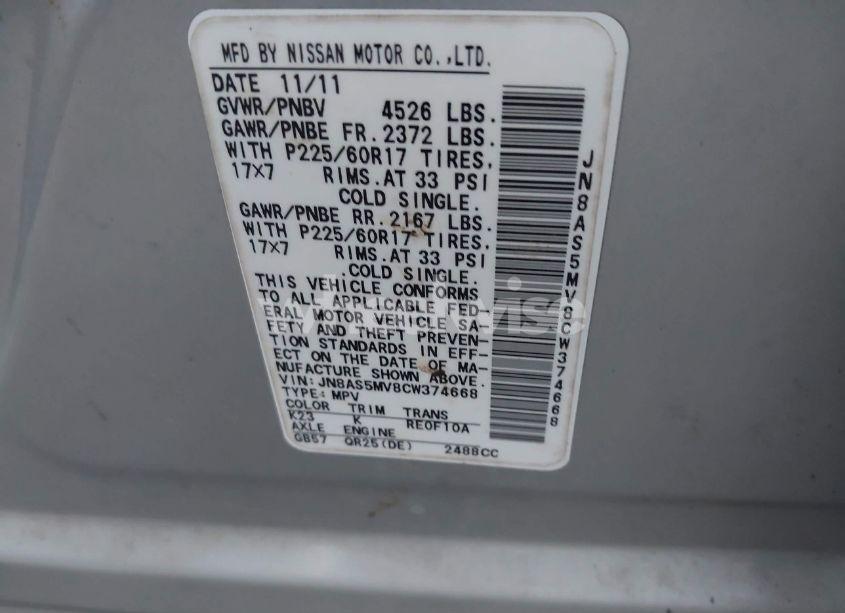 MFD BY NISSAN MOTOR CO.,LTD.
DATE 11/11
GVWR/PNBV 4526 LBS.
GAWR/PNBE FR.2372 LBS.
WITH P225/60R17 TIRES.
17X7 RIMS.AT 33 PSI
COLD SINGLE.
GAWR/PNBE RR.2167 LBS.
WITH P225/60R17 TIRES.
17X7 RIMS.AT 33 PSI
.COLD SINGLE.
THIS VEHICLE CONFORMS
TO ALL APPLICABLE FED-
ERAL MOTOR VEHICLE SA-
FETY AND THEFT PREVEN-
TION STANDARDS IN EFF-
ECT ON THE DATE OF MA-
NUFACTURE SHOWN ABOVE.
VIN:JN8AS5MV8CW374668
TYPE:MPV
COLOR TRIM TRANS
K23 K RE0F10A
AXLE ENGINE
GB57 QR25(DE) 2488CC
JN8AS5MV8CW374668